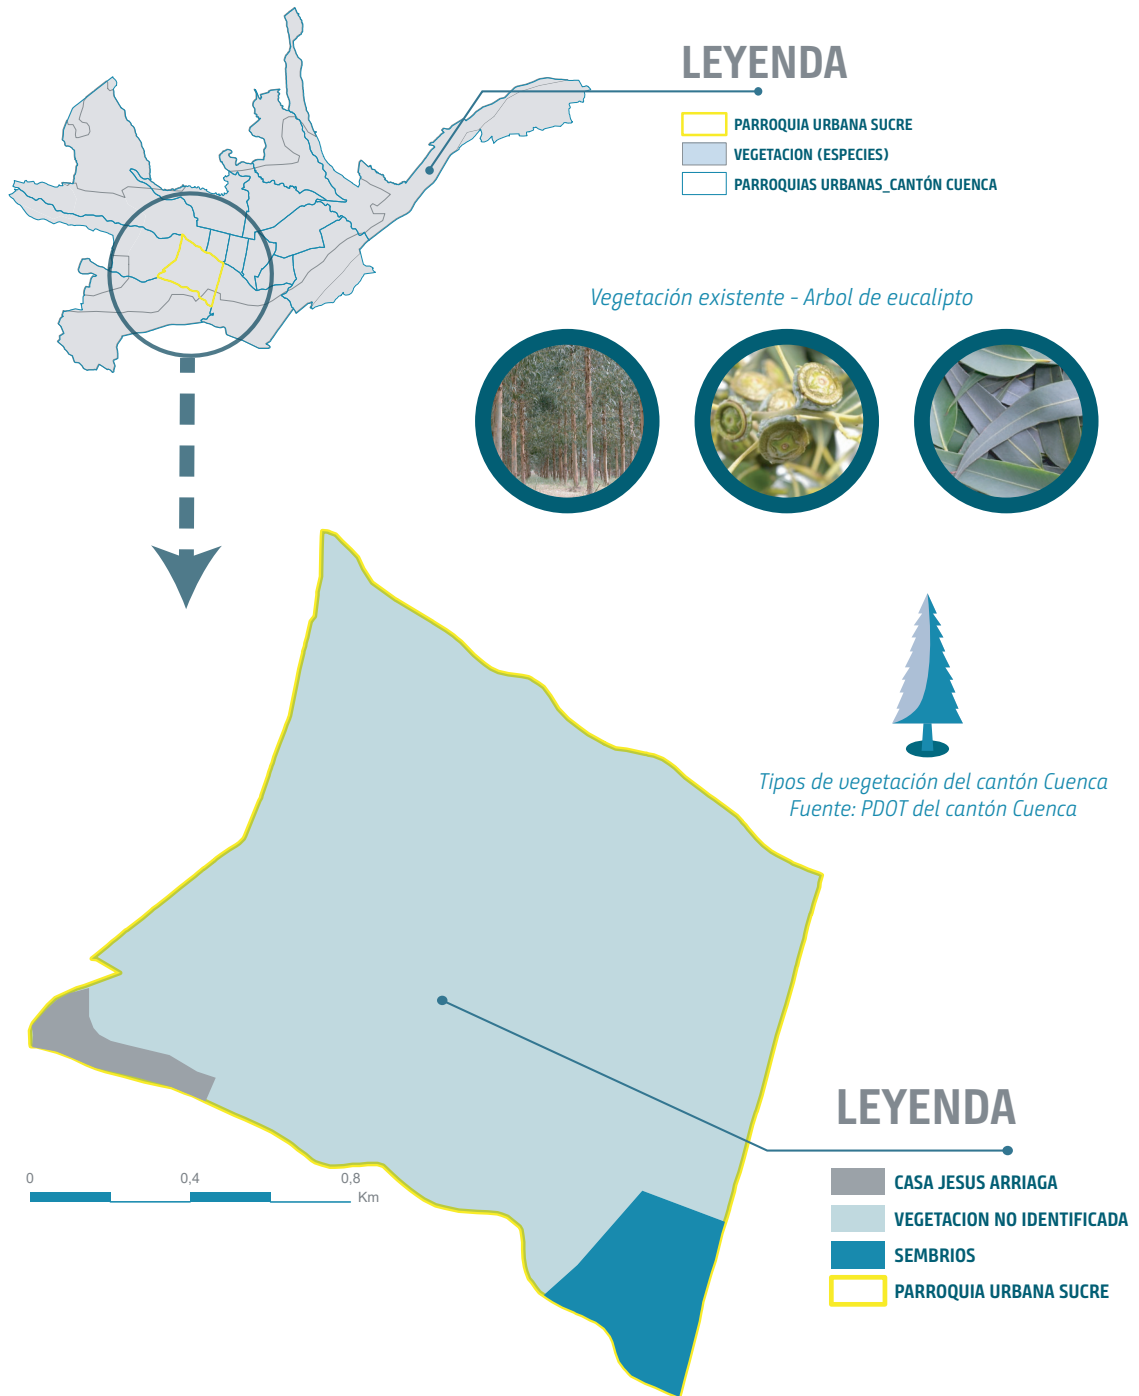 LEYENDA
PARROQUIA URBANA SUCRE
VEGETACION (ESPECIES)
PARROQUIAS URBANAS_CANTÓN CUENCA
Vegetación existente - Arbol de eucalipto
Tipos de vegetación del cantón Cuenca
Fuente: PDOT del cantón Cuenca
LEYENDA
CASA JESUS ARRIAGA
VEGETACION NO IDENTIFICADA
SEMBRIOS
PARROQUIA URBANA SUCRE
0 0,4 0,8
Km